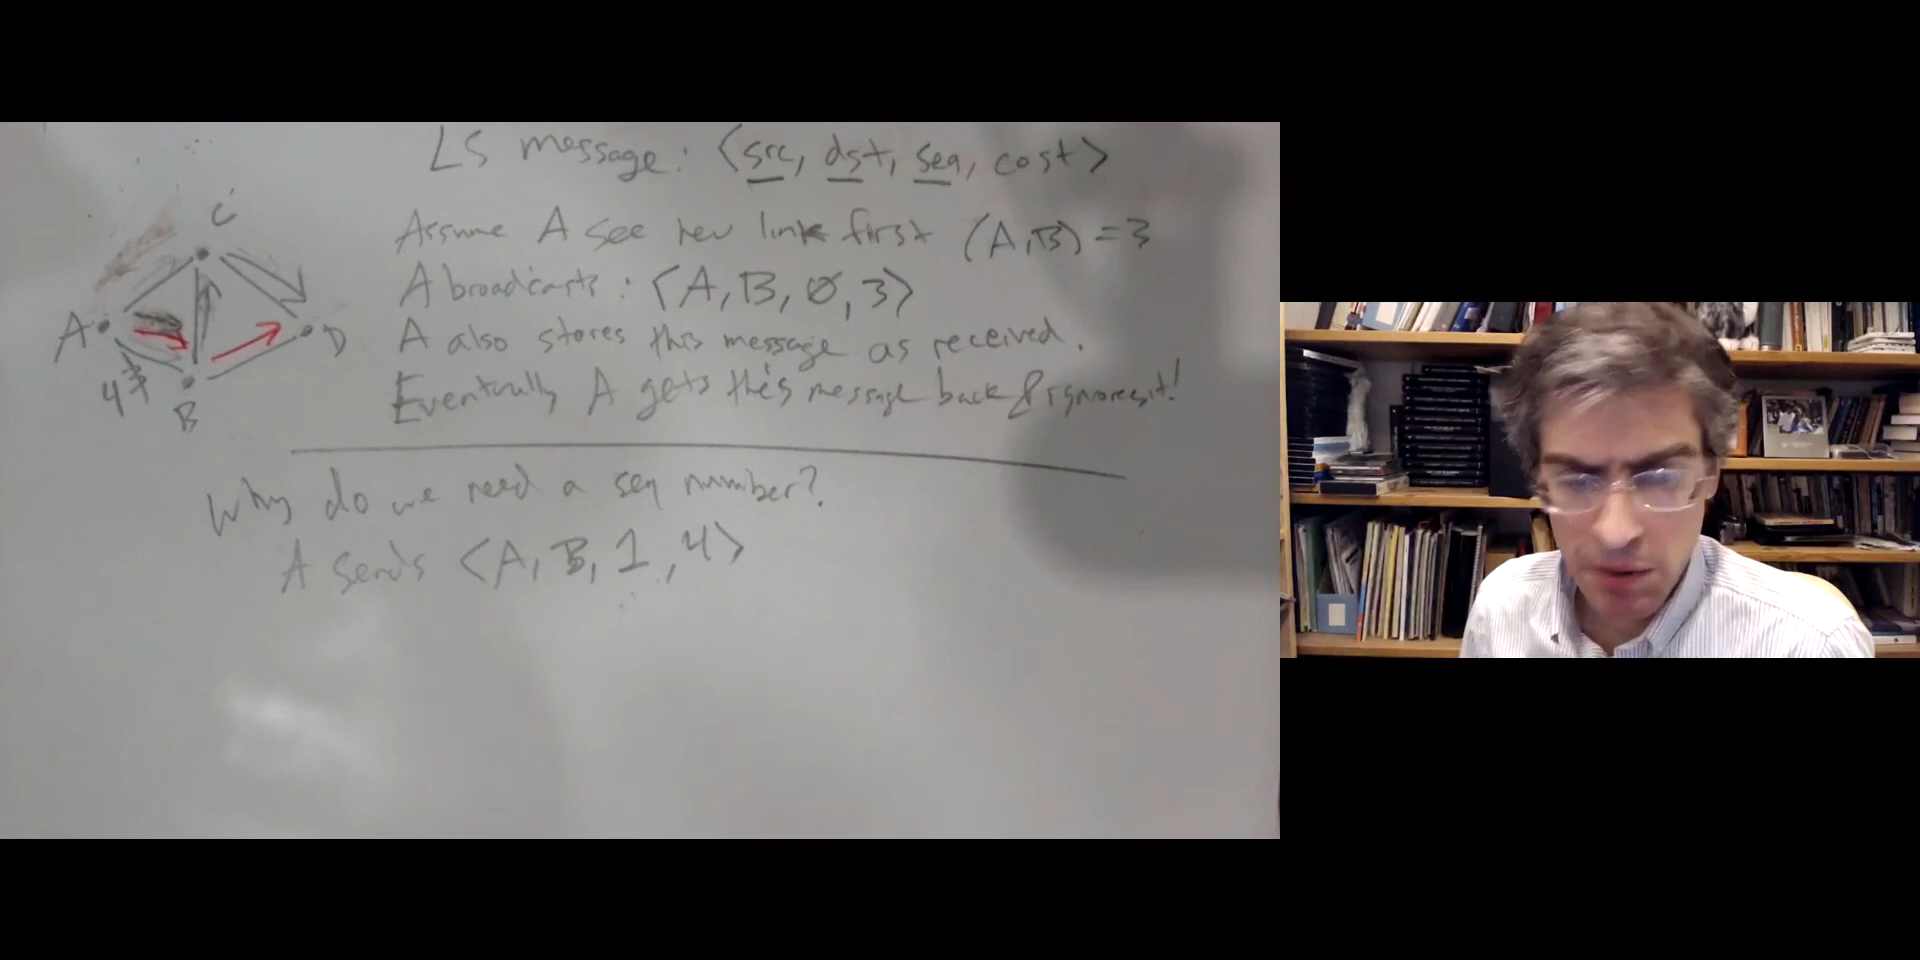 LS message: <src, dst, seq, cost>
Assume A see new link first (A,B) = 3
A broadcasts: <A, B, 0, 3>
A also stores this message as received.
Eventually A gets this message back & ignores it!
C
A
D
4 3
B
Why do we need a seq number?
A sends <A, B, 1, 4>